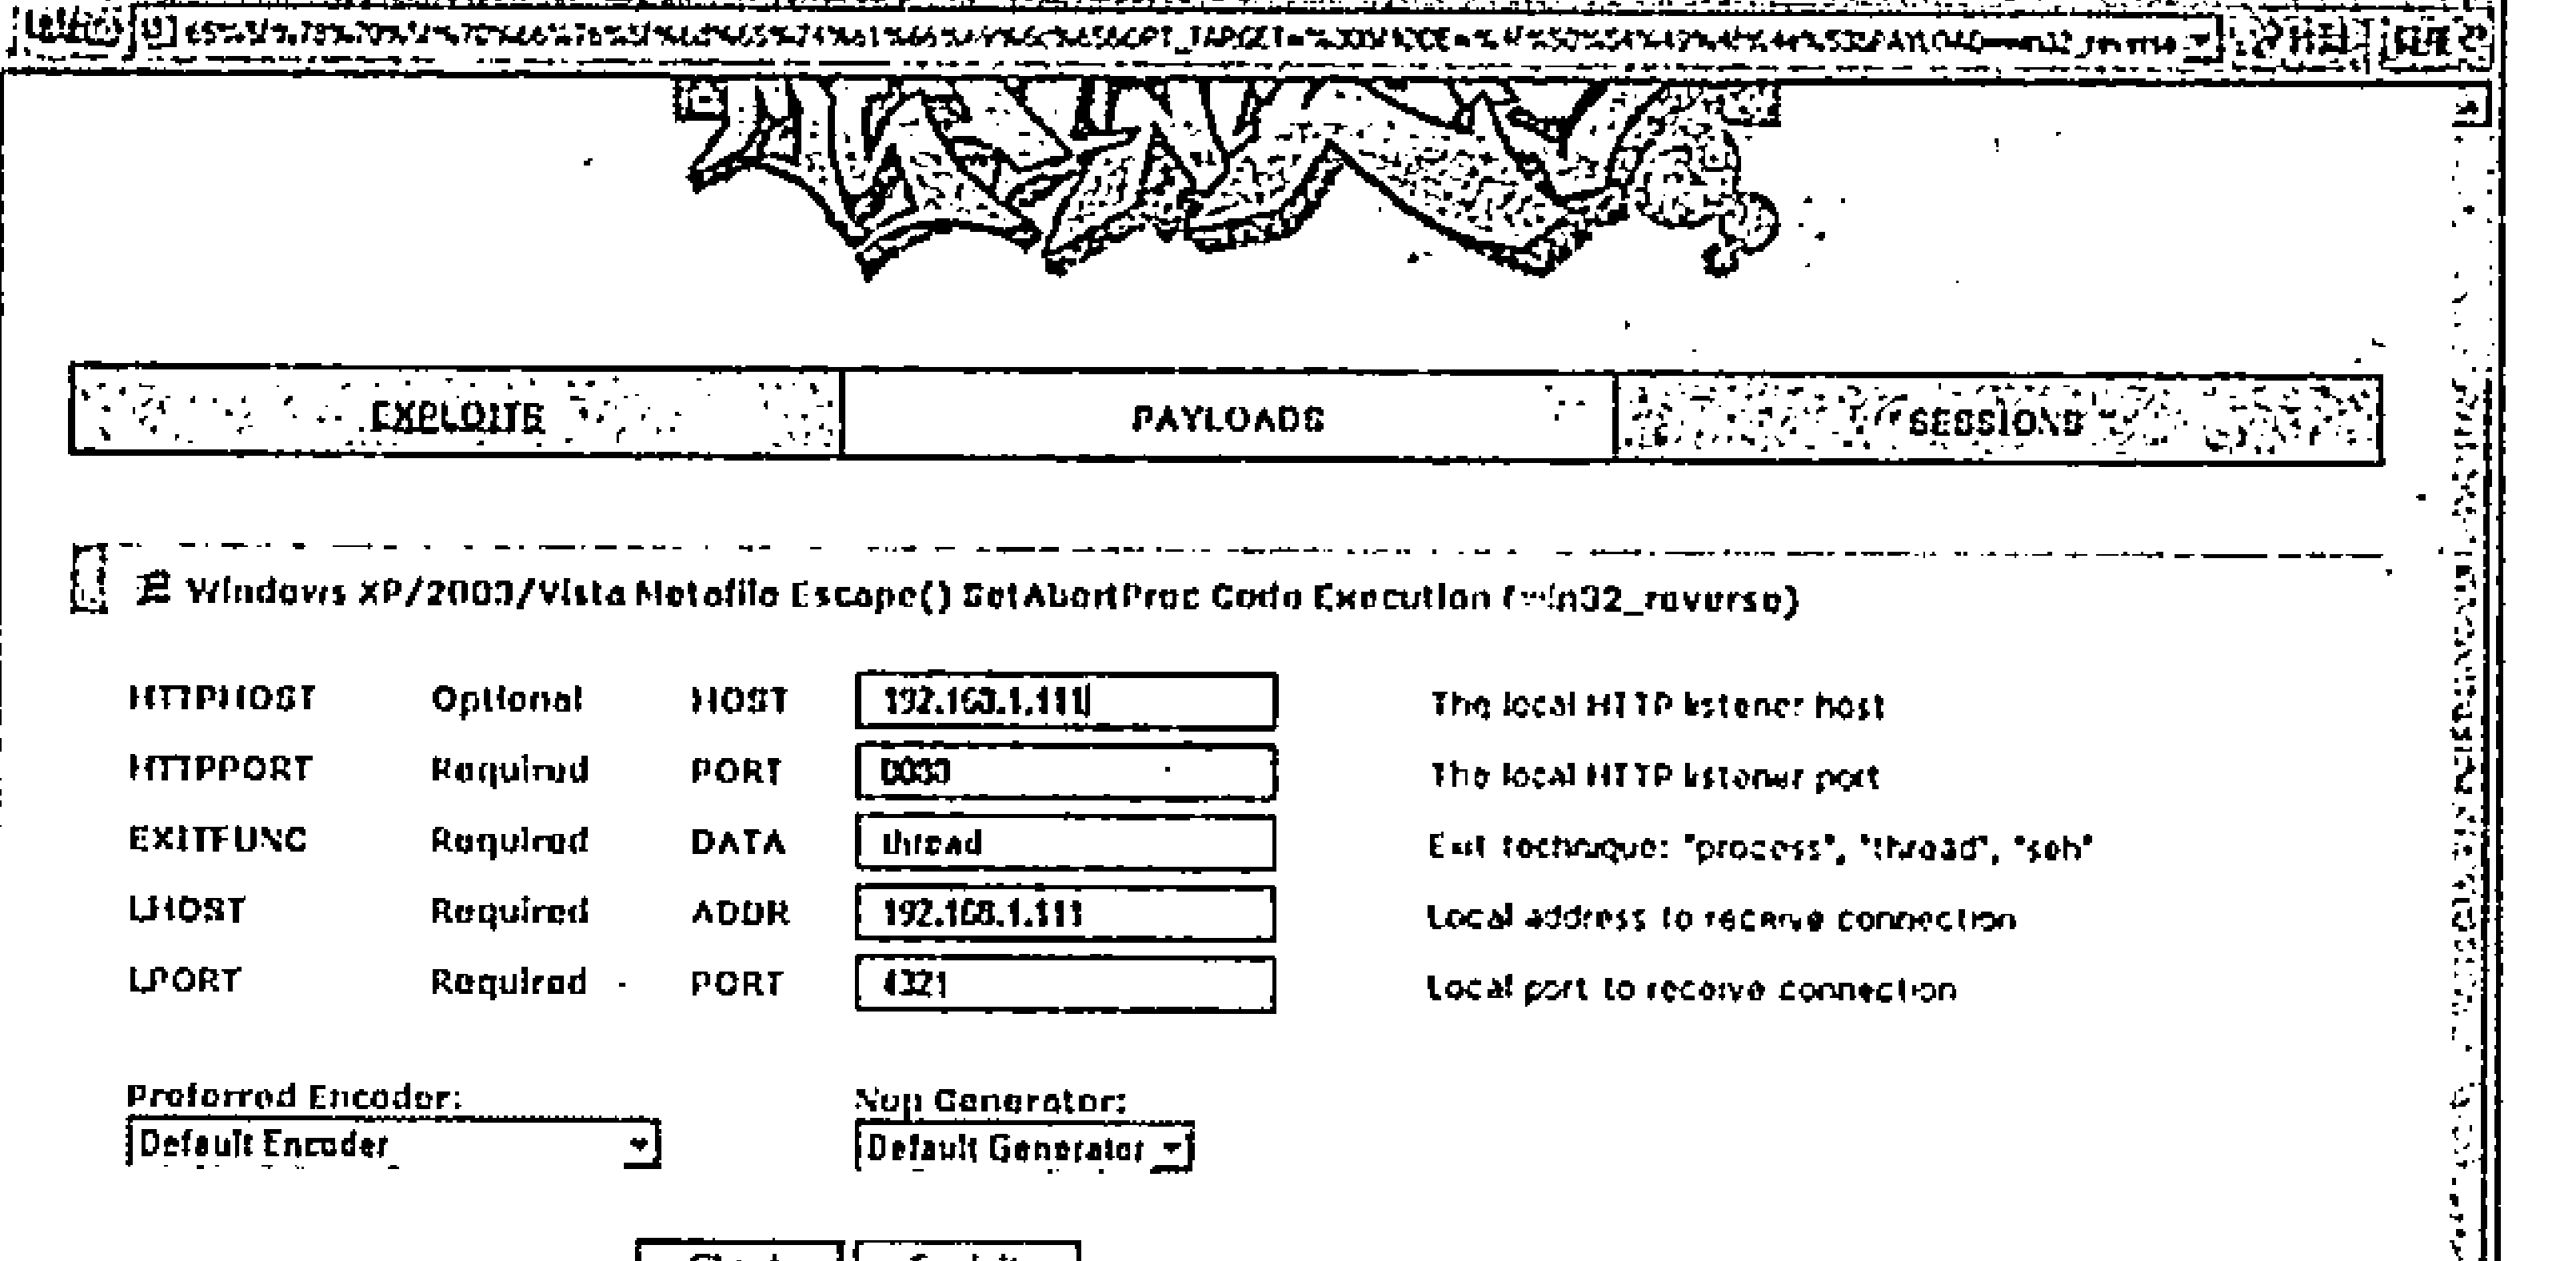 EXPLOITS PAYLOADS SESSIONS
Windows XP/2003/Vista Metafile Escape() SetAbortProc Code Execution (win32_reverse)
HTTPHOST Optional HOST 192.168.1.111 The local HTTP listener host
HTTPPORT Required PORT The local HTTP listener port
EXITFUNC Required DATA thread Exit technique: "process", "thread", "seh"
LHOST Required ADDR 192.168.1.111 Local address to receive connection
LPORT Required PORT 4321 Local port to receive connection
Preferred Encoder: Nop Generator:
Default Encoder Default Generator